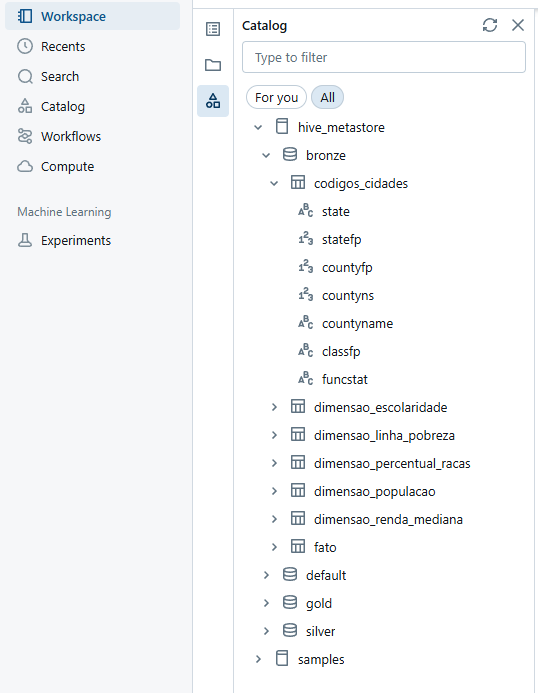 Workspace
Recents
Search
Catalog
Workflows
Compute
Machine Learning
Experiments
Catalog
Type to filter
For you
All
hive_metastore
bronze
codigos_cidades
state
statefp
countyfp
countyns
countyname
classfp
funcstat
dimensao_escolaridade
dimensao_linha_pobreza
dimensao_percentual_racas
dimensao_populacao
dimensao_renda_mediana
fato
default
gold
silver
samples